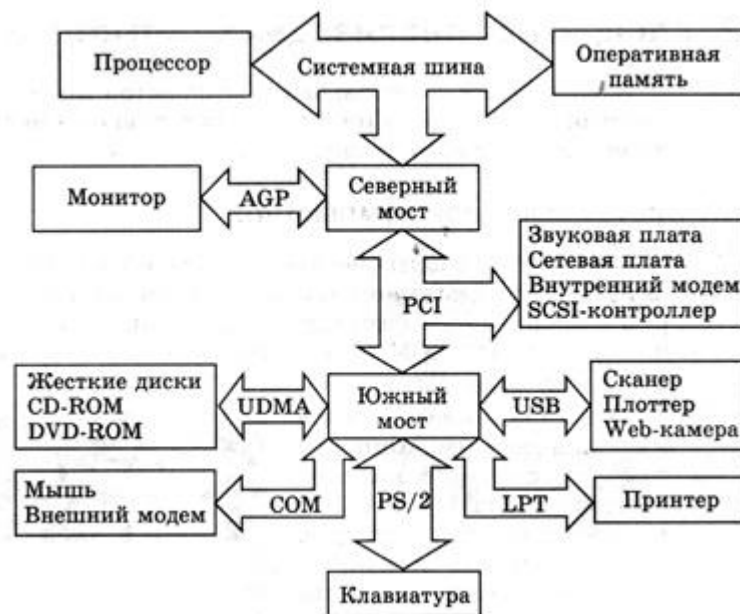 Процессор
Системная шина
Оперативная
память
Монитор
AGP
Северный
мост
Звуковая плата
Сетевая плата
Внутренний модем
SCSI-контроллер
PCI
Жесткие диски
CD-ROM
DVD-ROM
UDMA
Южный
мост
USB
Сканер
Плоттер
Web-камера
Мышь
Внешний модем
COM
PS/2
LPT
Принтер
Клавиатура